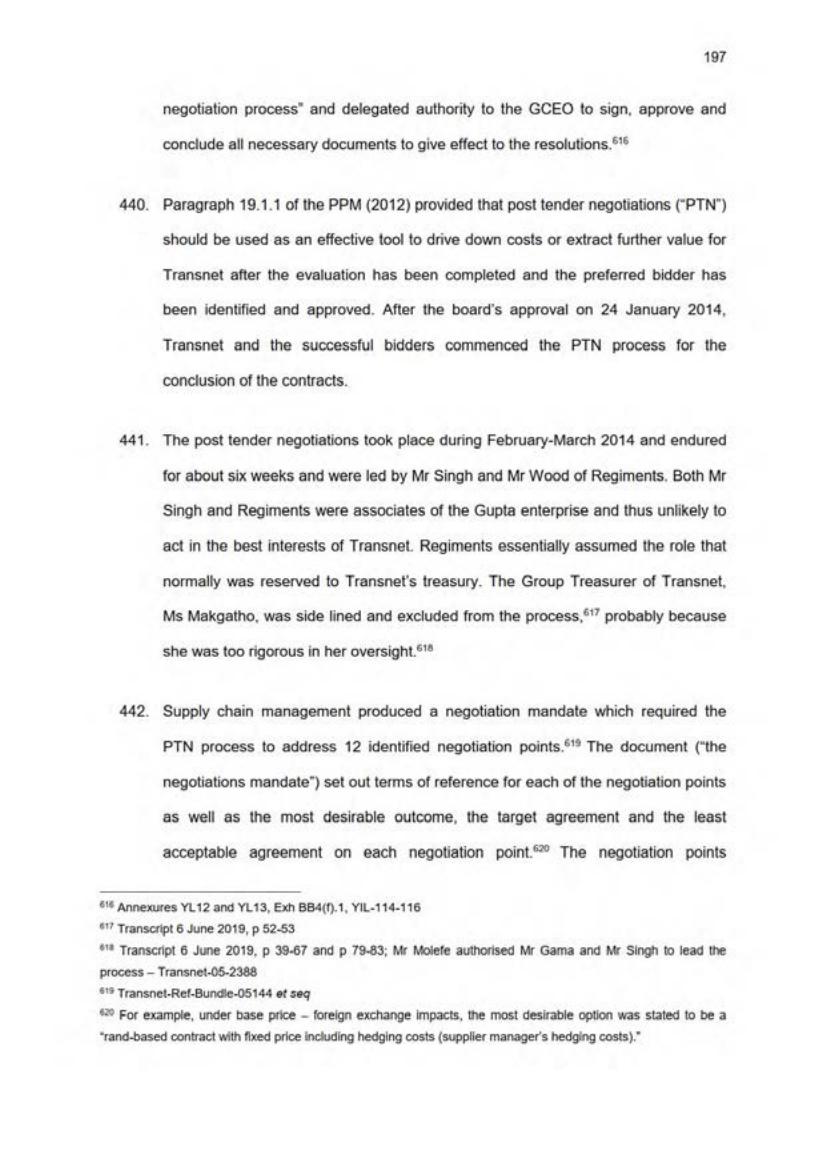 197
negotiation process” and delegated authority to the GCEO to sign, approve and
conclude all necessary documents to give effect to the resolutions.616
440. Paragraph 19.1.1 of the PPM (2012) provided that post tender negotiations (“PTN”)
should be used as an effective tool to drive down costs or extract further value for
Transnet after the evaluation has been completed and the preferred bidder has
been identified and approved. After the board’s approval on 24 January 2014,
Transnet and the successful bidders commenced the PTN process for the
conclusion of the contracts.
441. The post tender negotiations took place during February-March 2014 and endured
for about six weeks and were led by Mr Singh and Mr Wood of Regiments. Both Mr
Singh and Regiments were associates of the Gupta enterprise and thus unlikely to
act in the best interests of Transnet. Regiments essentially assumed the role that
normally was reserved to Transnet’s treasury. The Group Treasurer of Transnet,
Ms Makgatho, was side lined and excluded from the process,617 probably because
she was too rigorous in her oversight.618
442. Supply chain management produced a negotiation mandate which required the
PTN process to address 12 identified negotiation points.619 The document (“the
negotiations mandate”) set out terms of reference for each of the negotiation points
as well as the most desirable outcome, the target agreement and the least
acceptable agreement on each negotiation point.620 The negotiation points
616 Annexures YL12 and YL13, Exh BB4(f).1, YIL-114-116
617 Transcript 6 June 2019, p 52-53
618 Transcript 6 June 2019, p 39-67 and p 79-83; Mr Molefe authorised Mr Gama and Mr Singh to lead the
process – Transnet-05-2388
619 Transnet-Ref-Bundle-05144 et seq
620 For example, under base price – foreign exchange impacts, the most desirable option was stated to be a
“rand-based contract with fixed price including hedging costs (supplier manager’s hedging costs).”